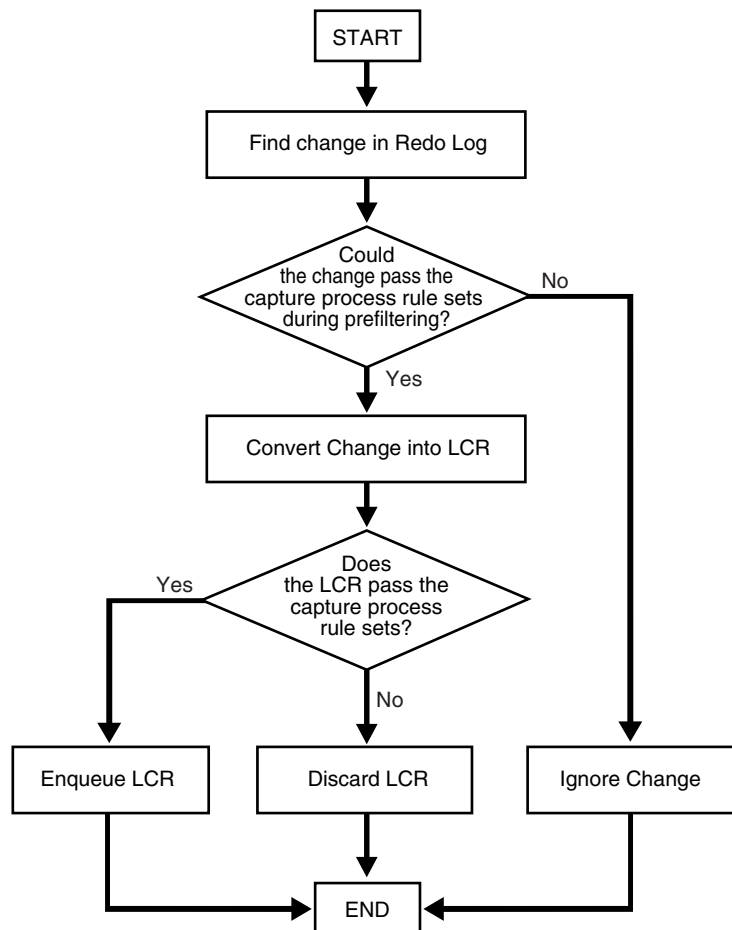 START
Find change in Redo Log
Could
the change pass the
capture process rule sets
during prefiltering?
No
Yes
Convert Change into LCR
Does
the LCR pass the
capture process
rule sets?
Yes
No
Enqueue LCR
Discard LCR
Ignore Change
END